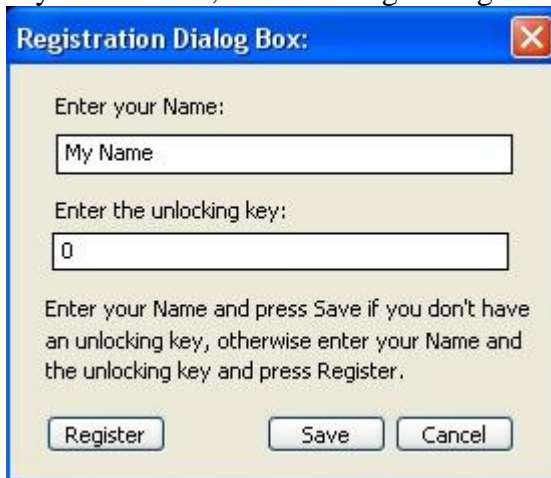 Registration Dialog Box:
Enter your Name:
My Name
Enter the unlocking key:
0
Enter your Name and press Save if you don't have
an unlocking key, otherwise enter your Name and
the unlocking key and press Register.
Register Save Cancel